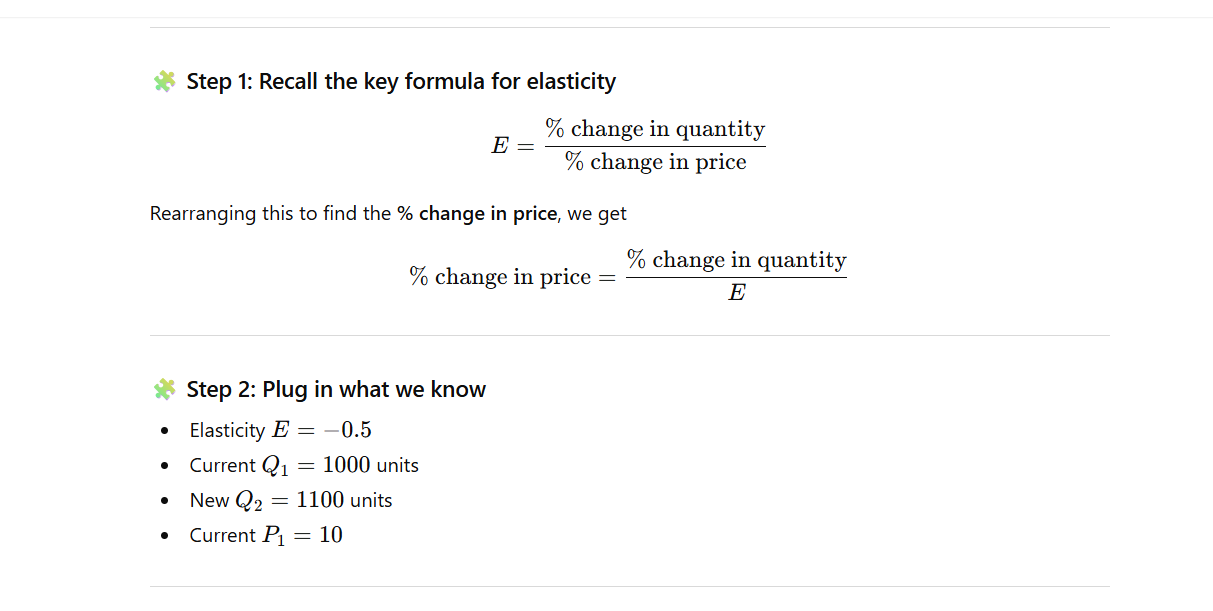 🧩 Step 1: Recall the key formula for elasticity
E = % change in quantity / % change in price
Rearranging this to find the % change in price, we get
% change in price = % change in quantity / E
🧩 Step 2: Plug in what we know
• Elasticity E = −0.5
• Current Q₁ = 1000 units
• New Q₂ = 1100 units
• Current P₁ = 10